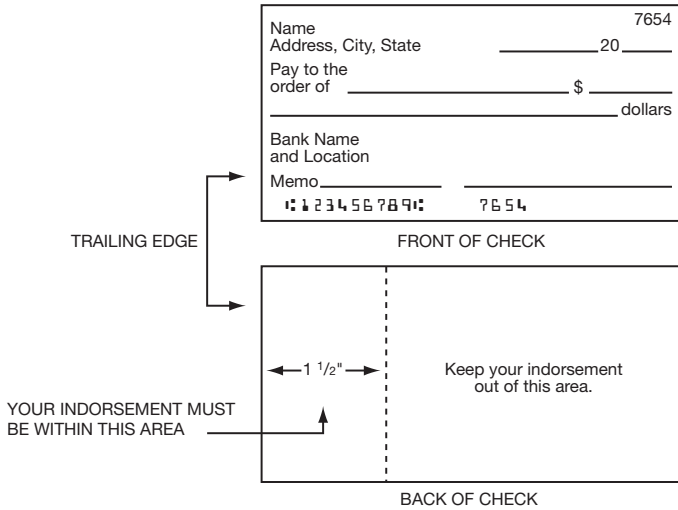 7654
Name
Address, City, State 20
Pay to the
order of $
dollars
Bank Name
and Location
Memo
⑆123456789⑆ 7654
TRAILING EDGE
FRONT OF CHECK
1 1/2"
Keep your indorsement
out of this area.
YOUR INDORSEMENT MUST
BE WITHIN THIS AREA
BACK OF CHECK